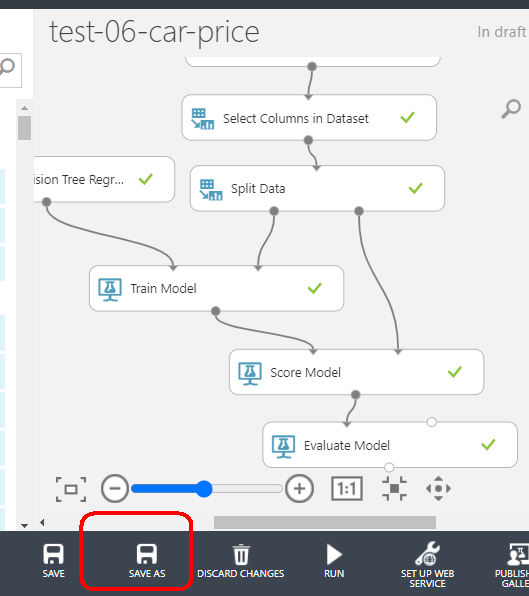 test-06-car-price
In draft
Select Columns in Dataset
ision Tree Regr...
Split Data
Train Model
Score Model
Evaluate Model
1:1
SAVE
SAVE AS
DISCARD CHANGES
RUN
SET UP WEB
SERVICE
PUBLISH
GALLE